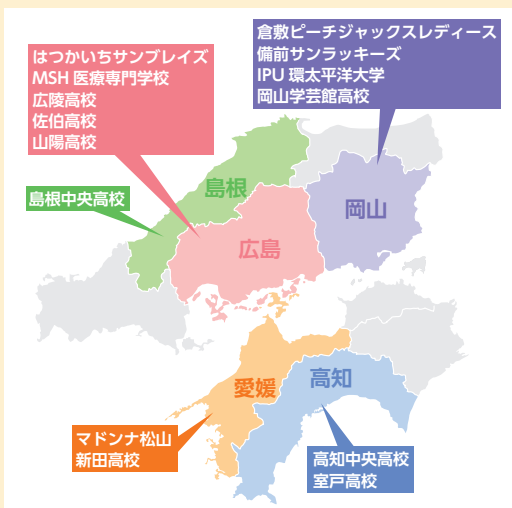 倉敷ピーチジャックスレディース
備前サンラッキーズ
IPU 環太平洋大学
岡山学芸館高校
はつかいちサンブレイズ
MSH 医療専門学校
広陵高校
佐伯高校
山陽高校
島根中央高校
島根
岡山
広島
愛媛
高知
マドンナ松山
新田高校
高知中央高校
室戸高校